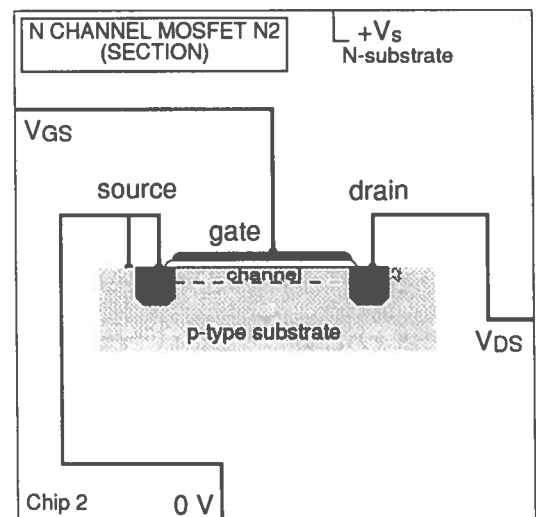 N CHANNEL MOSFET N2
(SECTION)
+Vs
N-substrate
VGS
source
drain
gate
channel
p-type substrate
VDS
Chip 2
0 V